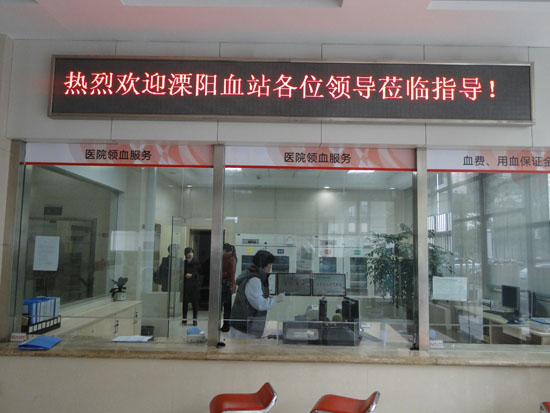 热烈欢迎溧阳血站各位领导莅临指导！
医院领血服务
医院领血服务
血费、用血保证金